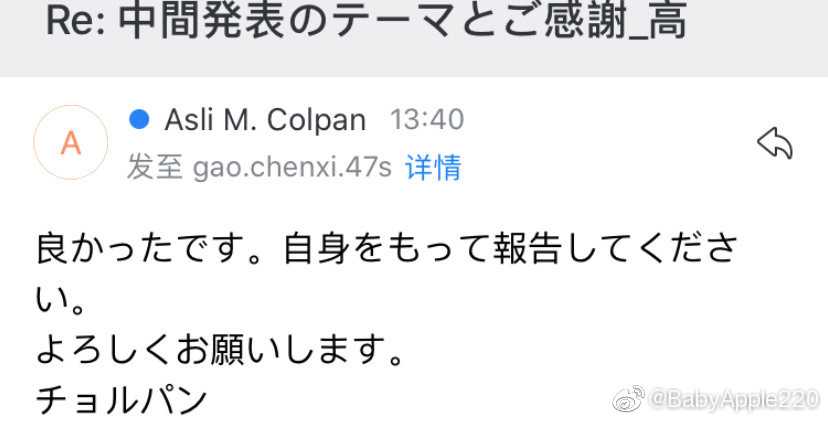 Re: 中間発表のテーマとご感謝_高
Asli M. Colpan 13:40
A
发至 gao.chenxi.47s 详情
良かったです。自身をもって報告してくださ
い。
よろしくお願いします。
チョルパン
@BabyApple220